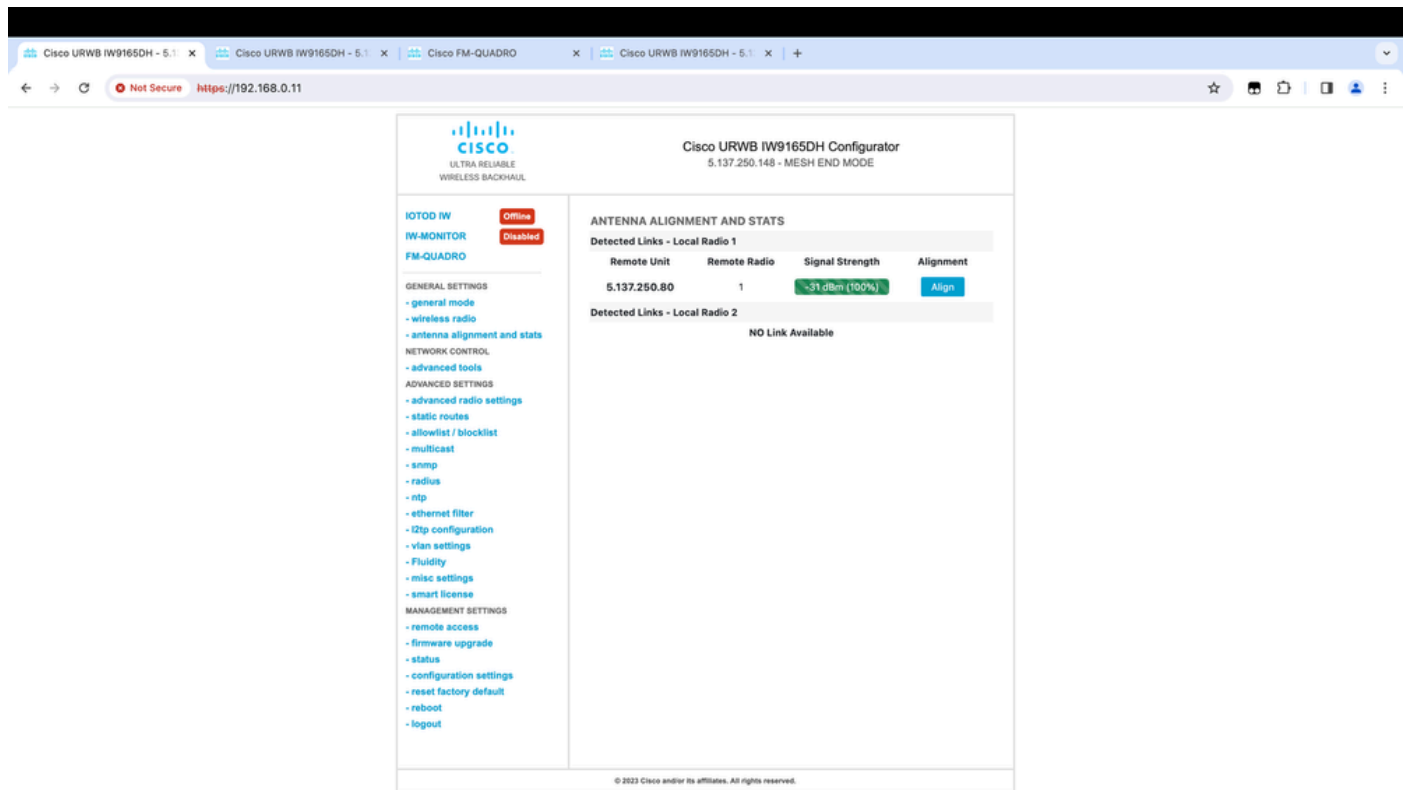 Cisco URWB IW9165DH - 5.1 Cisco URWB IW9165DH - 5.1 Cisco FM-QUADRO Cisco URWB IW9165DH - 5.1
Not Secure https://192.168.0.11
CISCO
ULTRA RELIABLE
WIRELESS BACKHAUL
Cisco URWB IW9165DH Configurator
5.137.250.148 - MESH END MODE
IOTOD IW Offline
IW-MONITOR Disabled
FM-QUADRO
GENERAL SETTINGS
- general mode
- wireless radio
- antenna alignment and stats
NETWORK CONTROL
- advanced tools
ADVANCED SETTINGS
- advanced radio settings
- static routes
- allowlist / blocklist
- multicast
- snmp
- radius
- ntp
- ethernet filter
- l2tp configuration
- vlan settings
- Fluidity
- misc settings
- smart license
MANAGEMENT SETTINGS
- remote access
- firmware upgrade
- status
- configuration settings
- reset factory default
- reboot
- logout
ANTENNA ALIGNMENT AND STATS
Detected Links - Local Radio 1
Remote Unit Remote Radio Signal Strength Alignment
5.137.250.80 1 -31 dBm (100%) Align
Detected Links - Local Radio 2
NO Link Available
© 2023 Cisco and/or its affiliates. All rights reserved.